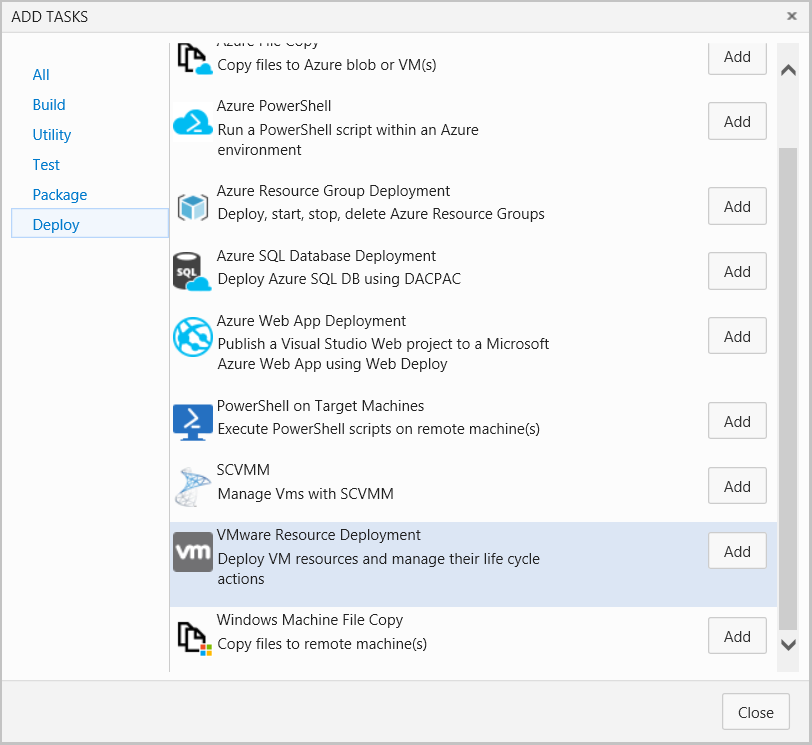 ADD TASKS
All
Build
Utility
Test
Package
Deploy
Azure File Copy
Copy files to Azure blob or VM(s)
Add
Azure PowerShell
Run a PowerShell script within an Azure
environment
Add
Azure Resource Group Deployment
Deploy, start, stop, delete Azure Resource Groups
Add
SQL
Azure SQL Database Deployment
Deploy Azure SQL DB using DACPAC
Add
Azure Web App Deployment
Publish a Visual Studio Web project to a Microsoft
Azure Web App using Web Deploy
Add
PowerShell on Target Machines
Execute PowerShell scripts on remote machine(s)
Add
SCVMM
Manage Vms with SCVMM
Add
vm
VMware Resource Deployment
Deploy VM resources and manage their life cycle
actions
Add
Windows Machine File Copy
Copy files to remote machine(s)
Add
Close